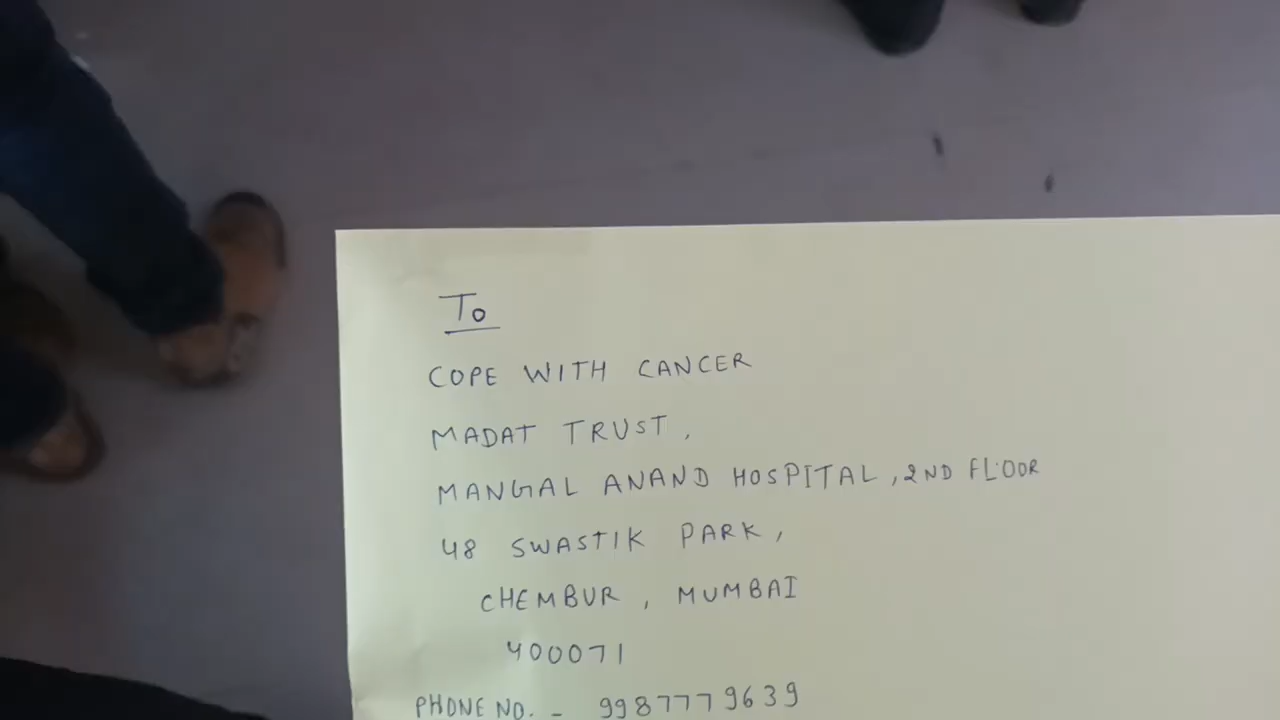 To
COPE WITH CANCER
MADAT TRUST,
MANGAL ANAND HOSPITAL, 2ND FLOOR
48 SWASTIK PARK,
CHEMBUR, MUMBAI
400071
PHONE NO. - 9987779639